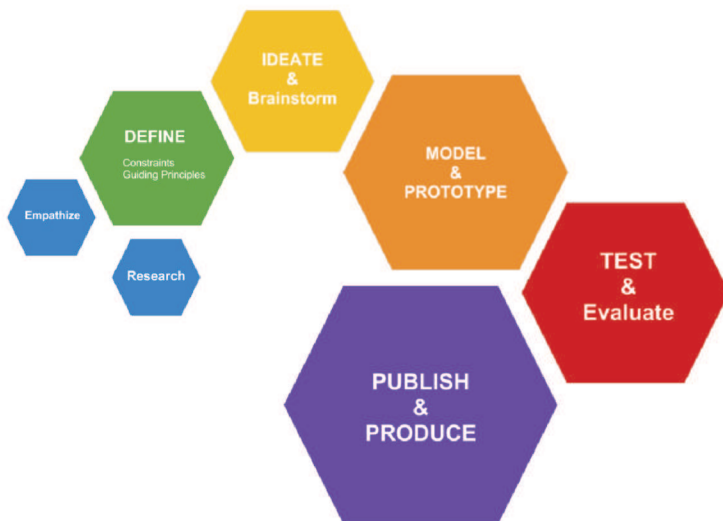 IDEATE
&
Brainstorm
DEFINE
Constraints
Guiding Principles
MODEL
&
PROTOTYPE
Empathize
Research
TEST
&
Evaluate
PUBLISH
&
PRODUCE